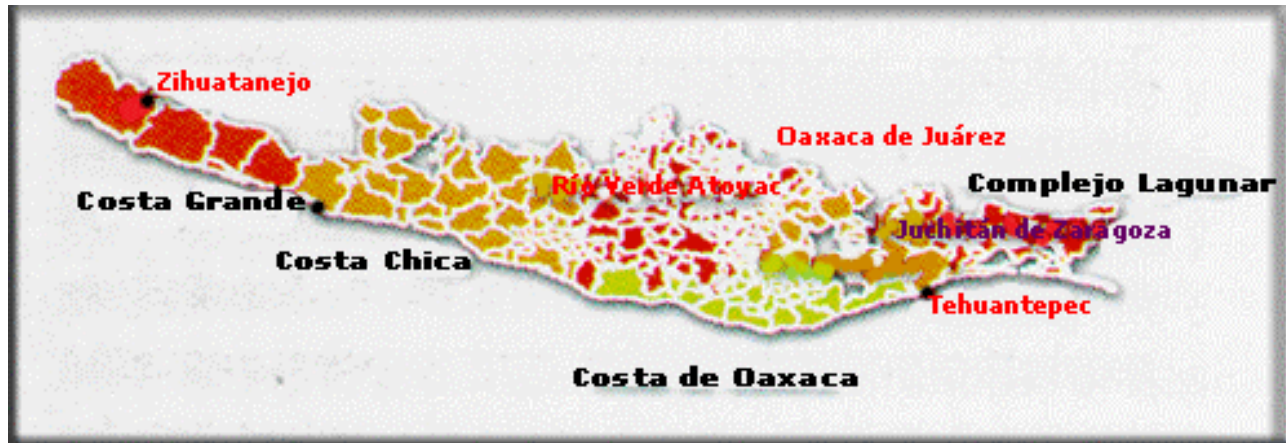 Zihuatanejo
Oaxaca de Juárez
Río Verde Atoyac
Complejo Lagunar
Costa Grande
Juchitán de Zaragoza
Costa Chica
Tehuantepec
Costa de Oaxaca